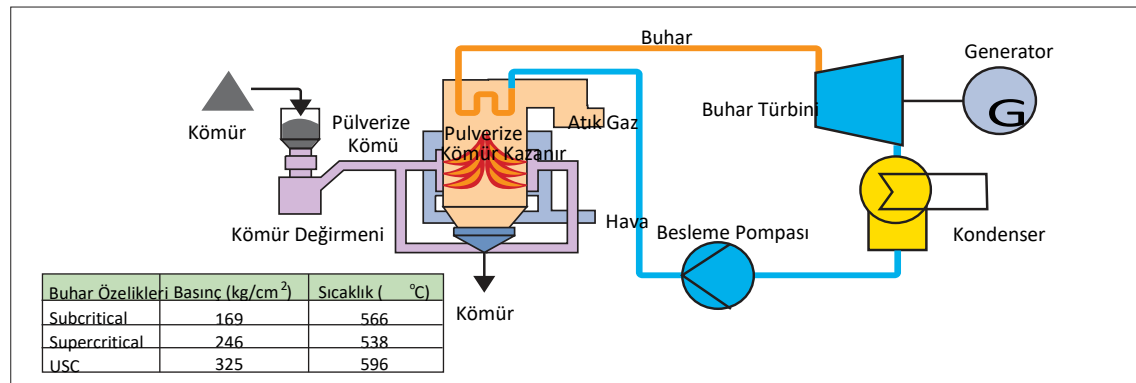 Buhar
Generator
Kömür
Pülverize
Kömü
Pulverize
Kömür Kazanır
Atık Gaz
Buhar Türbini
G
Kömür Değirmeni
Hava
Besleme Pompası
Kondenser
Kömür
Buhar Özelikleri Basınç (kg/cm²) Sıcaklık ( °C)
Subcritical 169 566
Supercritical 246 538
USC 325 596